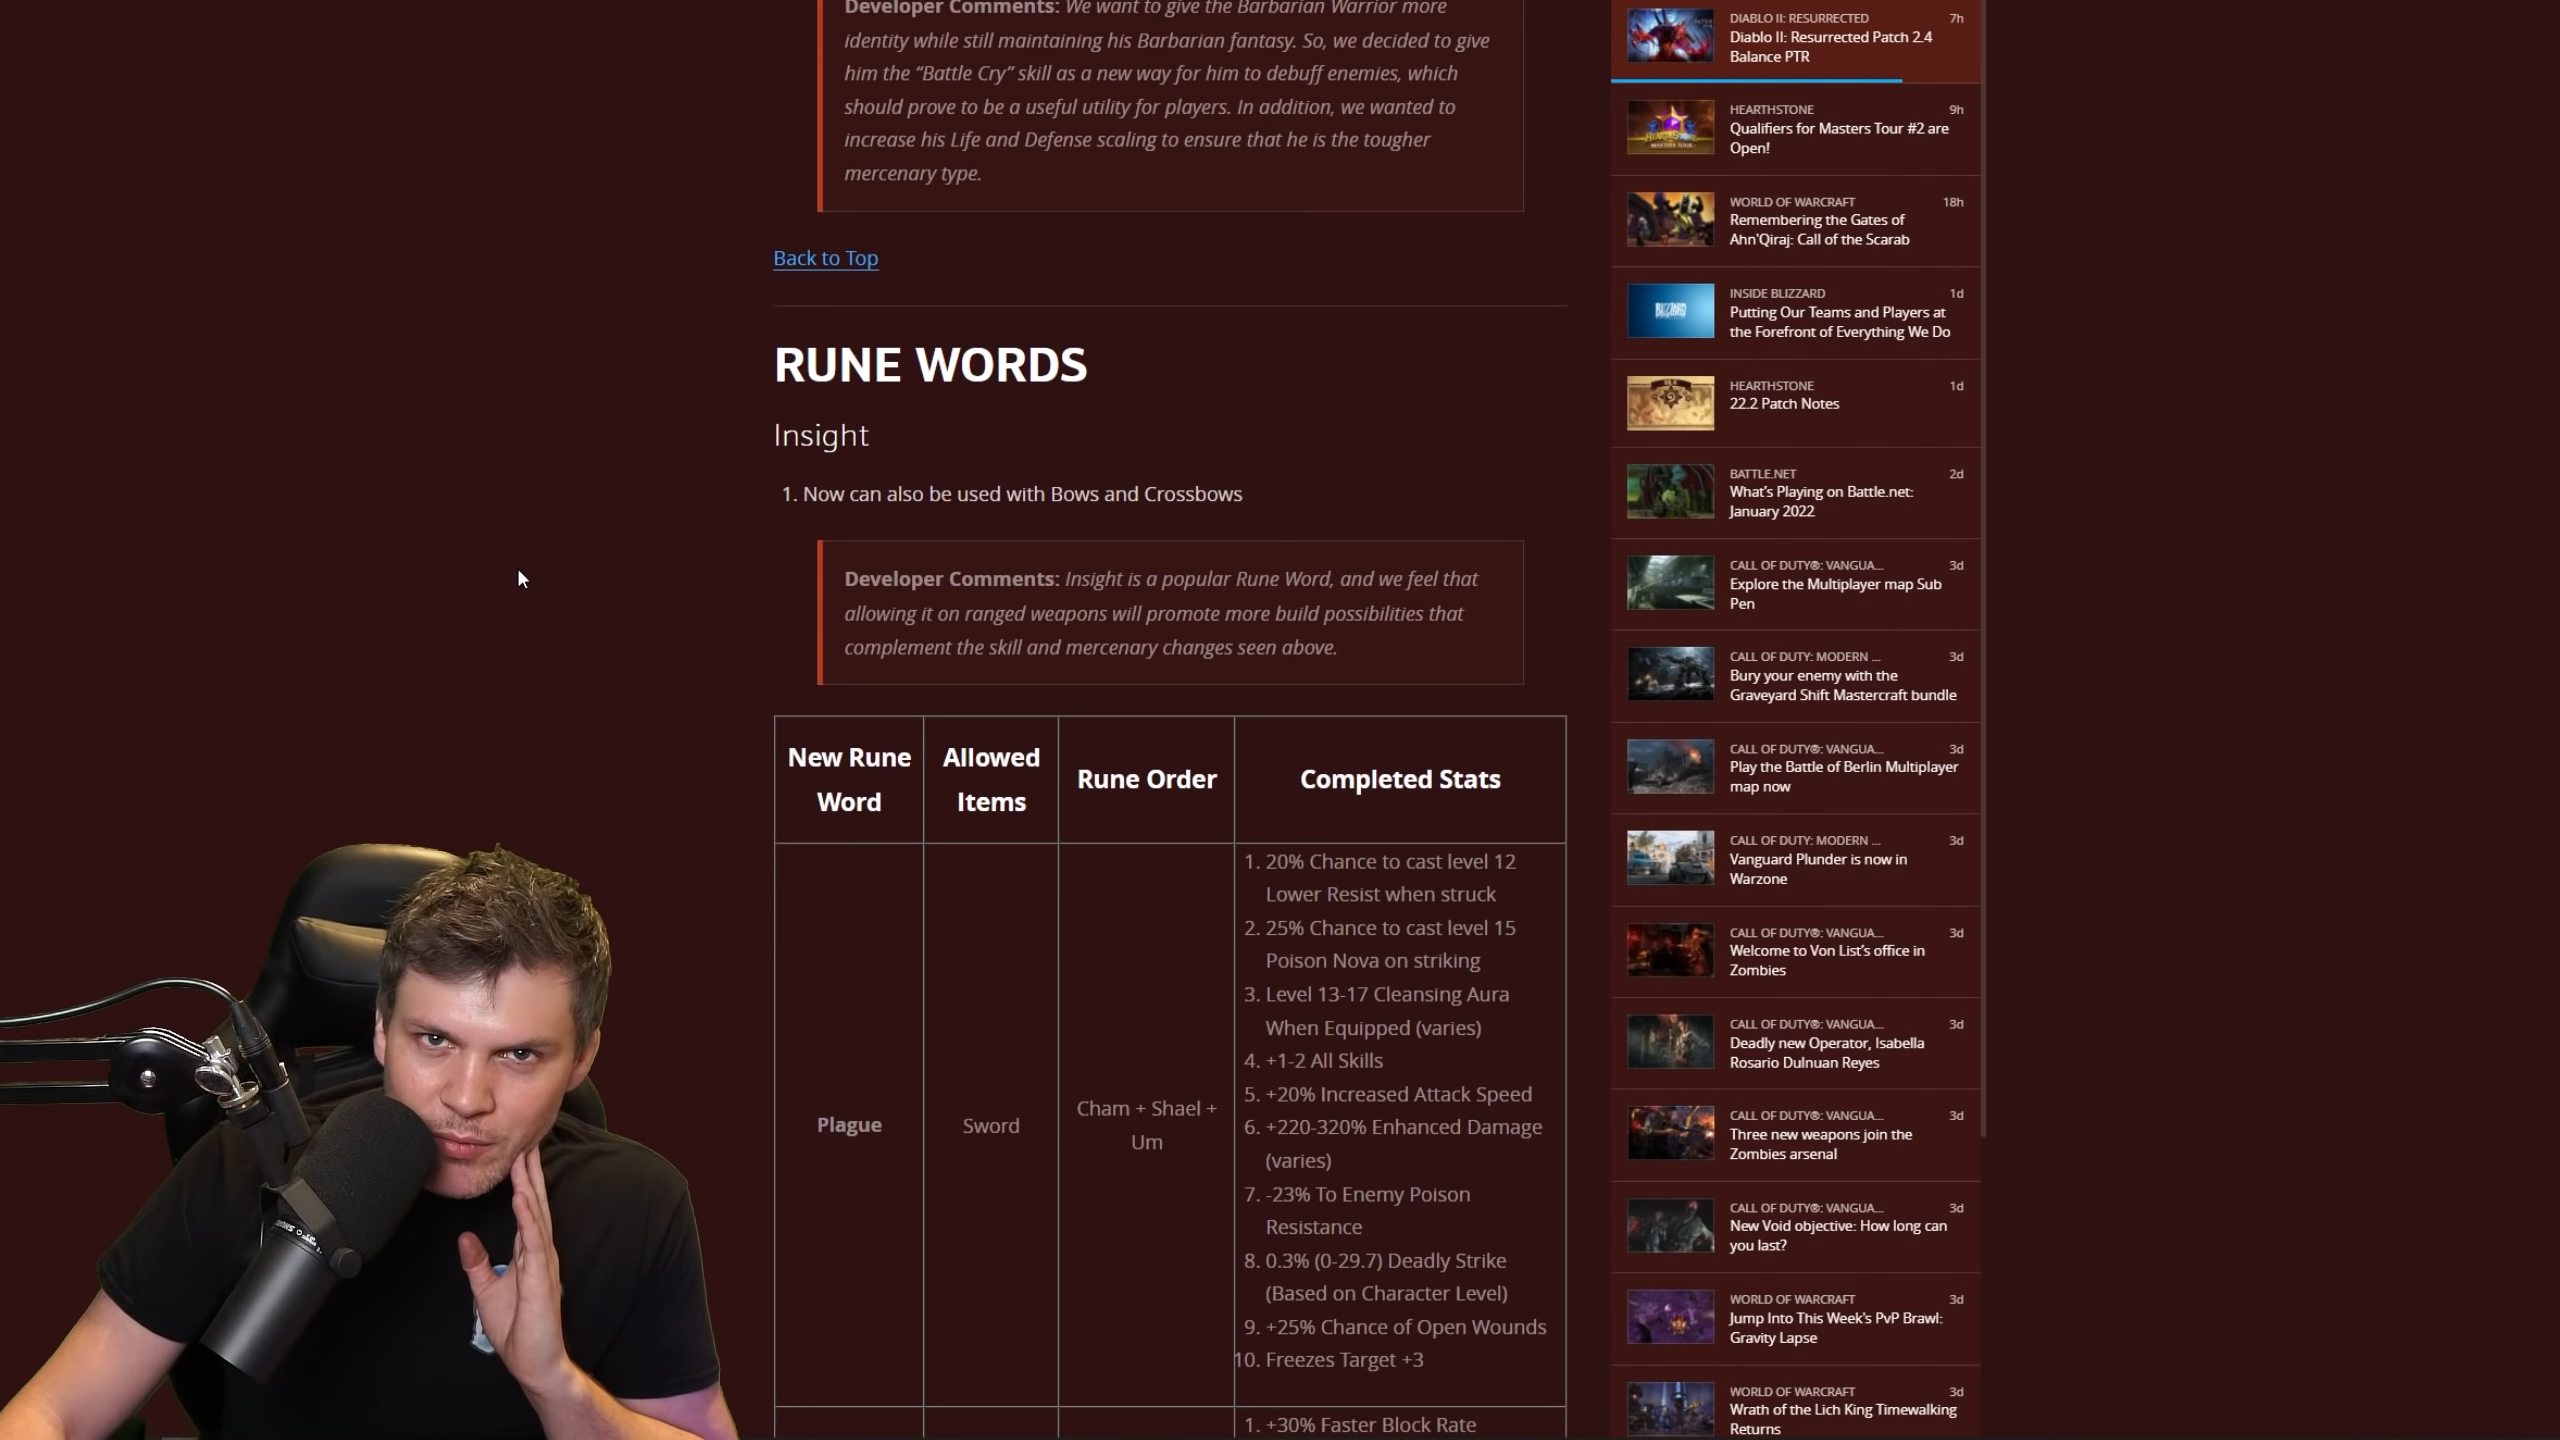 Developer Comments: We want to give the Barbarian Warrior more
identity while still maintaining his Barbarian fantasy. So, we decided to give
him the “Battle Cry” skill as a new way for him to debuff enemies, which
should prove to be a useful utility for players. In addition, we wanted to
increase his Life and Defense scaling to ensure that he is the tougher
mercenary type.
Back to Top
RUNE WORDS
Insight
1. Now can also be used with Bows and Crossbows
Developer Comments: Insight is a popular Rune Word, and we feel that
allowing it on ranged weapons will promote more build possibilities that
complement the skill and mercenary changes seen above.
New Rune
Word
Allowed
Items
Rune Order
Completed Stats
Plague
Sword
Cham + Shael +
Um
1. 20% Chance to cast level 12
Lower Resist when struck
2. 25% Chance to cast level 15
Poison Nova on striking
3. Level 13-17 Cleansing Aura
When Equipped (varies)
4. +1-2 All Skills
5. +20% Increased Attack Speed
6. +220-320% Enhanced Damage
(varies)
7. -23% To Enemy Poison
Resistance
8. 0.3% (0-29.7) Deadly Strike
(Based on Character Level)
9. +25% Chance of Open Wounds
10. Freezes Target +3
1. +30% Faster Block Rate
DIABLO II: RESURRECTED 7h
Diablo II: Resurrected Patch 2.4
Balance PTR
HEARTHSTONE 9h
Qualifiers for Masters Tour #2 are
Open!
WORLD OF WARCRAFT 18h
Remembering the Gates of
Ahn'Qiraj: Call of the Scarab
INSIDE BLIZZARD 1d
Putting Our Teams and Players at
the Forefront of Everything We Do
HEARTHSTONE 1d
22.2 Patch Notes
BATTLE.NET 2d
What’s Playing on Battle.net:
January 2022
CALL OF DUTY®: VANGUA... 3d
Explore the Multiplayer map Sub
Pen
CALL OF DUTY: MODERN ... 3d
Bury your enemy with the
Graveyard Shift Mastercraft bundle
CALL OF DUTY®: VANGUA... 3d
Play the Battle of Berlin Multiplayer
map now
CALL OF DUTY: MODERN ... 3d
Vanguard Plunder is now in
Warzone
CALL OF DUTY®: VANGUA... 3d
Welcome to Von List’s office in
Zombies
CALL OF DUTY®: VANGUA... 3d
Deadly new Operator, Isabella
Rosario Dulnuan Reyes
CALL OF DUTY®: VANGUA... 3d
Three new weapons join the
Zombies arsenal
CALL OF DUTY®: VANGUA... 3d
New Void objective: How long can
you last?
WORLD OF WARCRAFT 3d
Jump Into This Week's PvP Brawl:
Gravity Lapse
WORLD OF WARCRAFT 3d
Wrath of the Lich King Timewalking
Returns